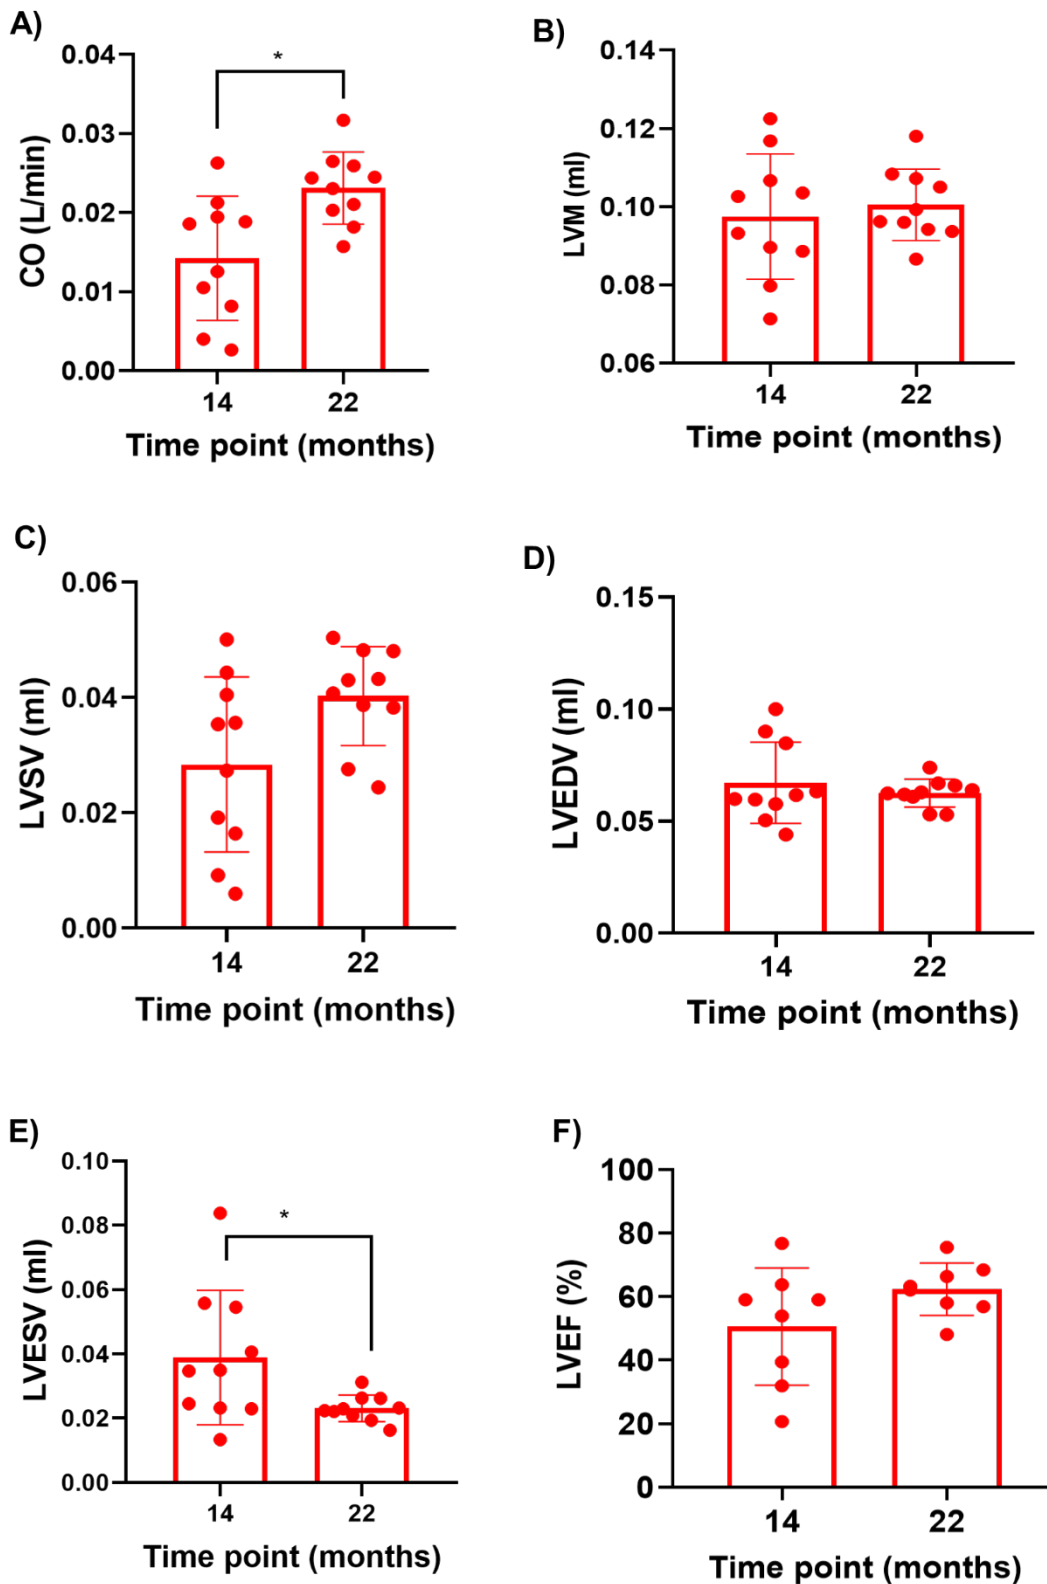 A)
CO (L/min)
0.04
0.03
0.02
0.01
0.00
*
14 22
Time point (months)
B)
LVM (ml)
0.14
0.12
0.10
0.08
0.06
14 22
Time point (months)
C)
LVSV (ml)
0.06
0.04
0.02
0.00
14 22
Time point (months)
D)
LVEDV (ml)
0.15
0.10
0.05
0.00
14 22
Time point (months)
E)
LVESV (ml)
0.10
0.08
0.06
0.04
0.02
0.00
*
14 22
Time point (months)
F)
LVEF (%)
100
80
60
40
20
0
14 22
Time point (months)